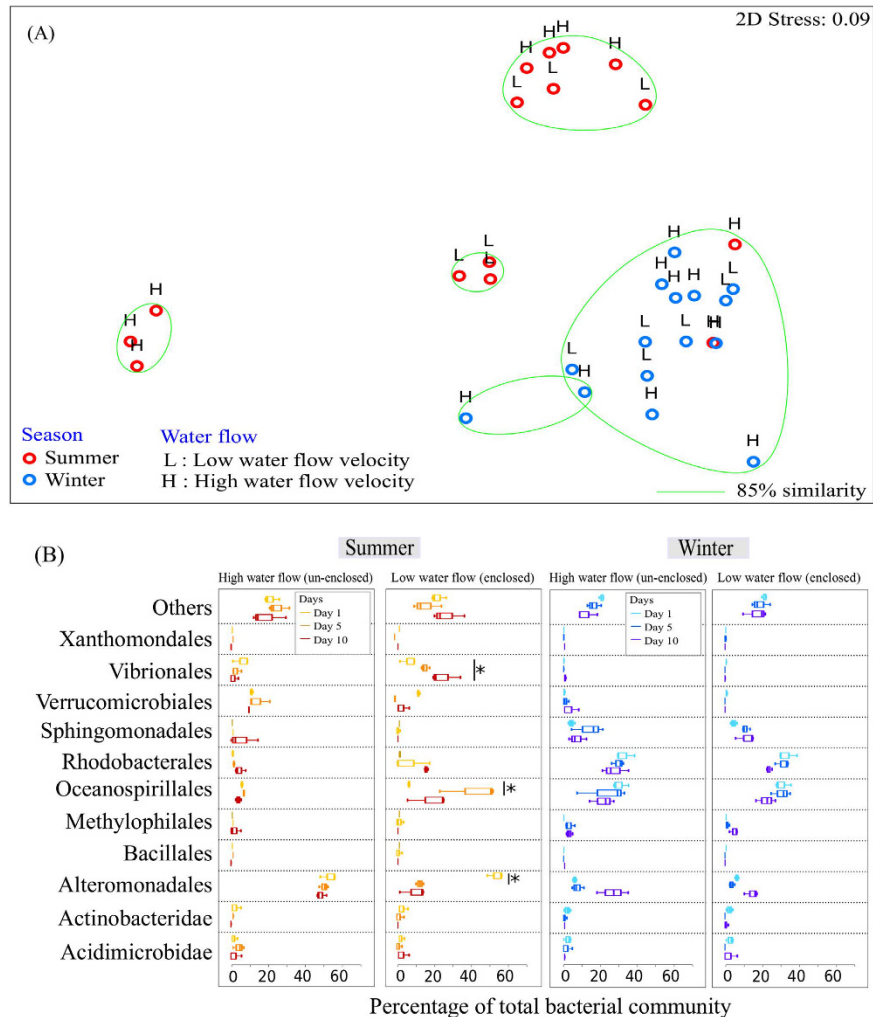 (A)
2D Stress: 0.09
H
H
H
H
H
L
L
L
L
H
H
H
L
L
L
H
H
H
H
H
L
L
L
L
H
H
L
L
H
H
H
H
Season
Water flow
Summer
L : Low water flow velocity
Winter
H : High water flow velocity
85% similarity
(B)
Summer
Winter
High water flow (un-enclosed)
Low water flow (enclosed)
High water flow (un-enclosed)
Low water flow (enclosed)
Days
Day 1
Day 5
Day 10
Days
Day 1
Day 5
Day 10
Others
Xanthomondales
Vibrionales
*
Verrucomicrobiales
Sphingomonadales
Rhodobacterales
Oceanospirillales
*
Methylophilales
Bacillales
Alteromonadales
*
Actinobacteridae
Acidimicrobidae
0 20 40 60
0 20 40 60
0 20 40 60
0 20 40 60
Percentage of total bacterial community